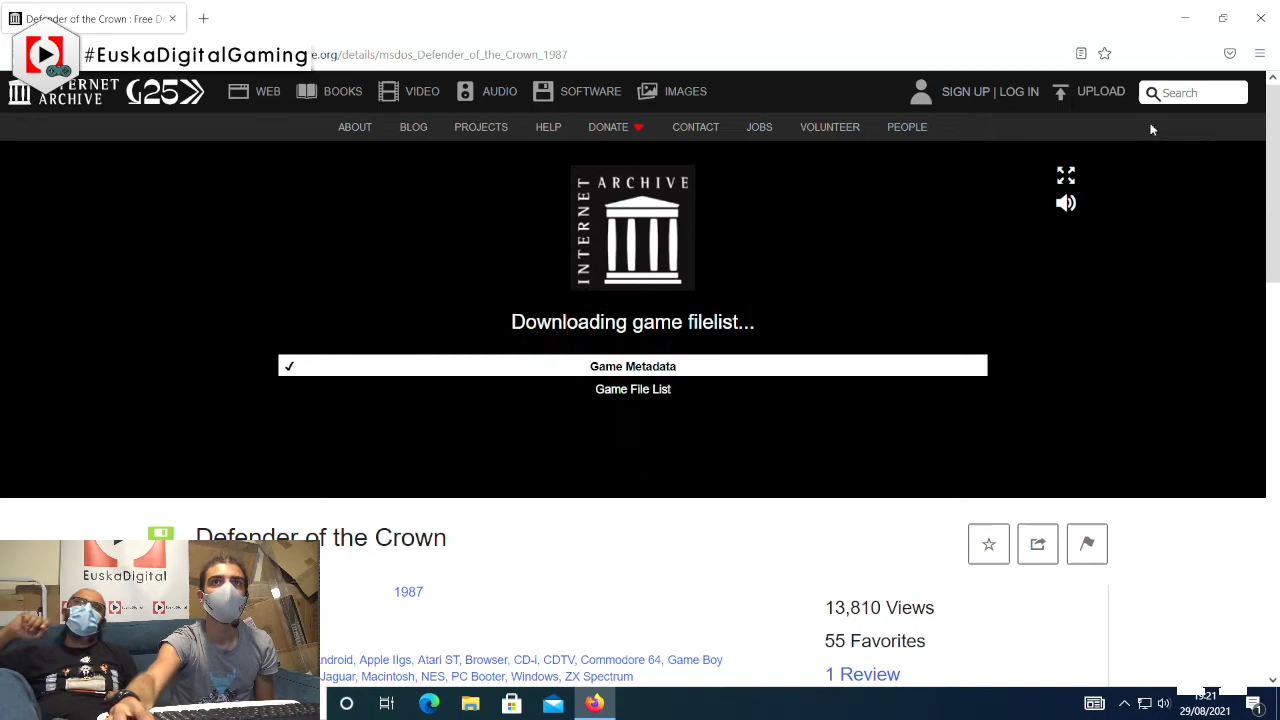 Defender of the Crown : Free D
#EuskaDigitalGaming
e.org/details/msdos_Defender_of_the_Crown_1987
INTERNET ARCHIVE 25 WEB BOOKS VIDEO AUDIO SOFTWARE IMAGES SIGN UP | LOG IN UPLOAD Search
ABOUT BLOG PROJECTS HELP DONATE CONTACT JOBS VOLUNTEER PEOPLE
INTERNET ARCHIVE
Downloading game filelist...
✓ Game Metadata
Game File List
Defender of the Crown
EuskaDigital
1987
13,810 Views
55 Favorites
ndroid, Apple IIgs, Atari ST, Browser, CD-i, CDTV, Commodore 64, Game Boy
Jaguar, Macintosh, NES, PC Booter, Windows, ZX Spectrum
1 Review
19:21
29/08/2021
1